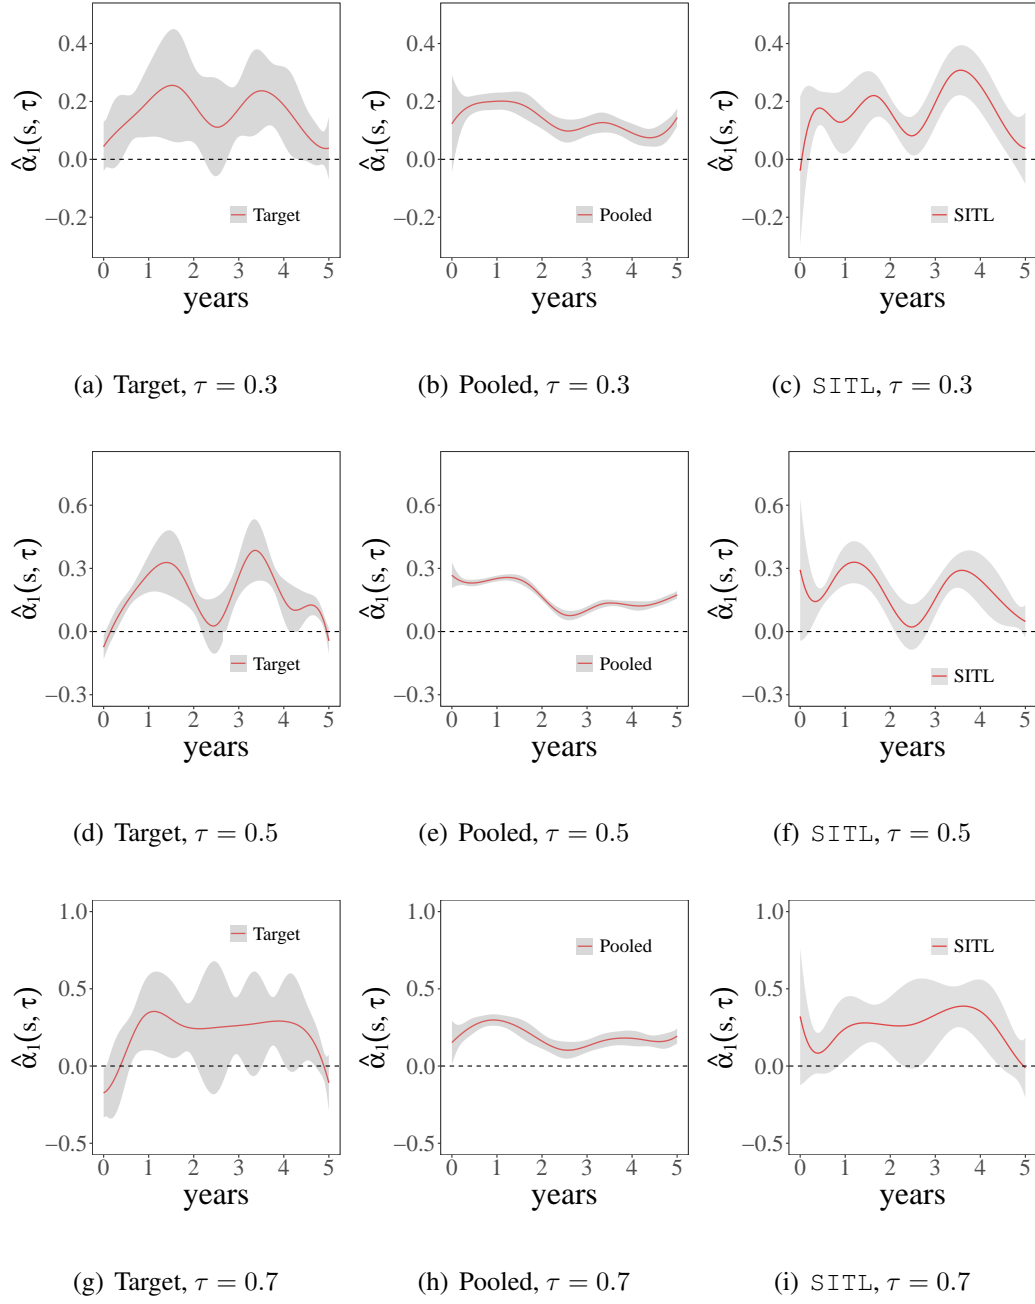 0.4
0.2
0.0
−0.2
α̂₁(s, τ)
Target
0 1 2 3 4 5
years
(a) Target, τ = 0.3
0.4
0.2
0.0
−0.2
α̂₁(s, τ)
Pooled
0 1 2 3 4 5
years
(b) Pooled, τ = 0.3
0.4
0.2
0.0
−0.2
α̂₁(s, τ)
SITL
0 1 2 3 4 5
years
(c) SITL, τ = 0.3
0.6
0.3
0.0
−0.3
α̂₁(s, τ)
Target
0 1 2 3 4 5
years
(d) Target, τ = 0.5
0.6
0.3
0.0
−0.3
α̂₁(s, τ)
Pooled
0 1 2 3 4 5
years
(e) Pooled, τ = 0.5
0.6
0.3
0.0
−0.3
α̂₁(s, τ)
SITL
0 1 2 3 4 5
years
(f) SITL, τ = 0.5
1.0
0.5
0.0
−0.5
α̂₁(s, τ)
Target
0 1 2 3 4 5
years
(g) Target, τ = 0.7
1.0
0.5
0.0
−0.5
α̂₁(s, τ)
Pooled
0 1 2 3 4 5
years
(h) Pooled, τ = 0.7
1.0
0.5
0.0
−0.5
α̂₁(s, τ)
SITL
0 1 2 3 4 5
years
(i) SITL, τ = 0.7